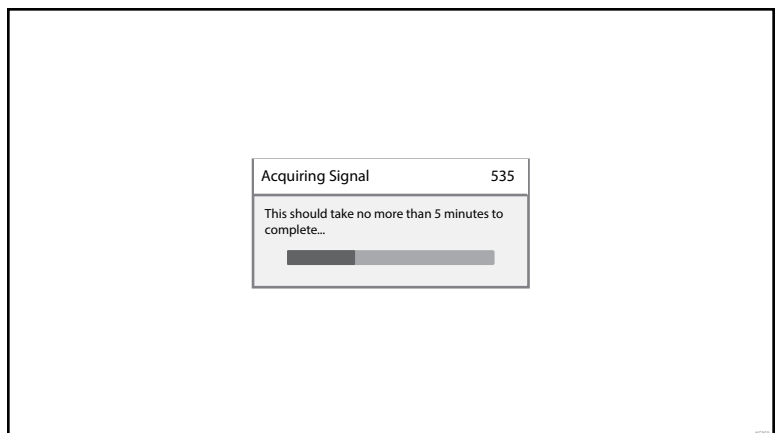 Acquiring Signal 535
This should take no more than 5 minutes to
complete...